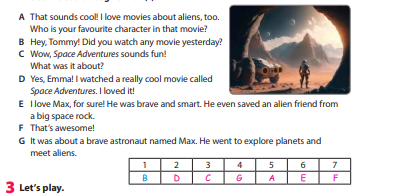 A That sounds cool! I love movies about aliens, too.
Who is your favourite character in that movie?
B Hey, Tommy! Did you watch any movie yesterday?
C Wow, Space Adventures sounds fun!
What was it about?
D Yes, Emma! I watched a really cool movie called
Space Adventures. I loved it!
E I love Max, for sure! He was brave and smart. He even saved an alien friend from
a big space rock.
F That's awesome!
G It was about a brave astronaut named Max. He went to explore planets and
meet aliens.
1 2 3 4 5 6 7
B D C G A E F
3 Let's play.